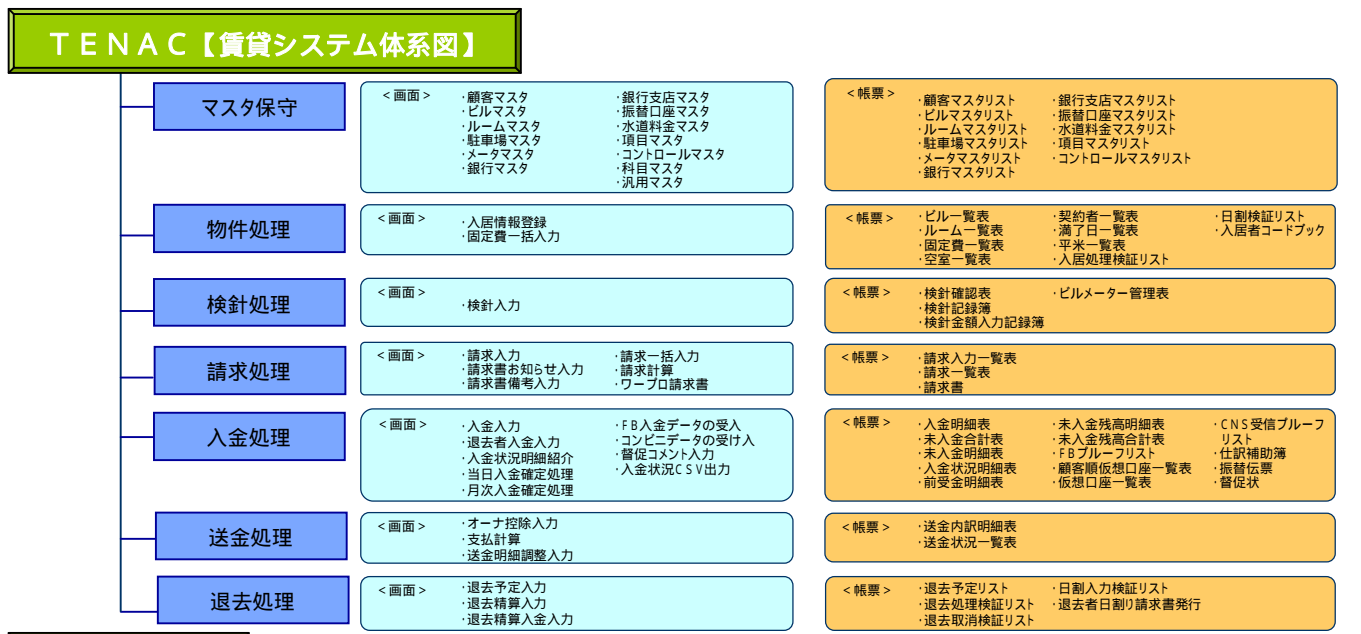 ＴＥＮＡＣ【賃貸システム体系図】
マスタ保守
＜画面＞
・顧客マスタ
・ビルマスタ
・ルームマスタ
・駐車場マスタ
・メータマスタ
・銀行マスタ
・銀行支店マスタ
・振替口座マスタ
・水道料金マスタ
・項目マスタ
・コントロールマスタ
・科目マスタ
・汎用マスタ
＜帳票＞
・顧客マスタリスト
・ビルマスタリスト
・ルームマスタリスト
・駐車場マスタリスト
・メータマスタリスト
・銀行マスタリスト
・銀行支店マスタリスト
・振替口座マスタリスト
・水道料金マスタリスト
・項目マスタリスト
・コントロールマスタリスト
物件処理
＜画面＞
・入居情報登録
・固定費一括入力
＜帳票＞
・ビル一覧表
・ルーム一覧表
・固定費一覧表
・空室一覧表
・契約者一覧表
・満了日一覧表
・平米一覧表
・入居処理検証リスト
・日割検証リスト
・入居者コードブック
検針処理
＜画面＞
・検針入力
＜帳票＞
・検針確認表
・検針記録簿
・検針金額入力記録簿
・ビルメーター管理表
請求処理
＜画面＞
・請求入力
・請求書お知らせ入力
・請求書備考入力
・請求一括入力
・請求計算
・ワープロ請求書
＜帳票＞
・請求入力一覧表
・請求一覧表
・請求書
入金処理
＜画面＞
・入金入力
・退去者入金入力
・入金状況明細紹介
・当日入金確定処理
・月次入金確定処理
・ＦＢ入金データの受入
・コンビニデータの受け入
・督促コメント入力
・入金状況ＣＳＶ出力
＜帳票＞
・入金明細表
・未入金合計表
・未入金明細表
・入金状況明細表
・前受金明細表
・未入金残高明細表
・未入金残高合計表
・ＦＢプルーフリスト
・顧客順仮想口座一覧表
・仮想口座一覧表
・ＣＮＳ受信プルーフ
リスト
・仕訳補助簿
・振替伝票
・督促状
送金処理
＜画面＞
・オーナ控除入力
・支払計算
・送金明細調整入力
＜帳票＞
・送金内訳明細表
・送金状況一覧表
退去処理
＜画面＞
・退去予定入力
・退去精算入力
・退去精算入金入力
＜帳票＞
・退去予定リスト
・退去処理検証リスト
・退去取消検証リスト
・日割入力検証リスト
・退去者日割り請求書発行